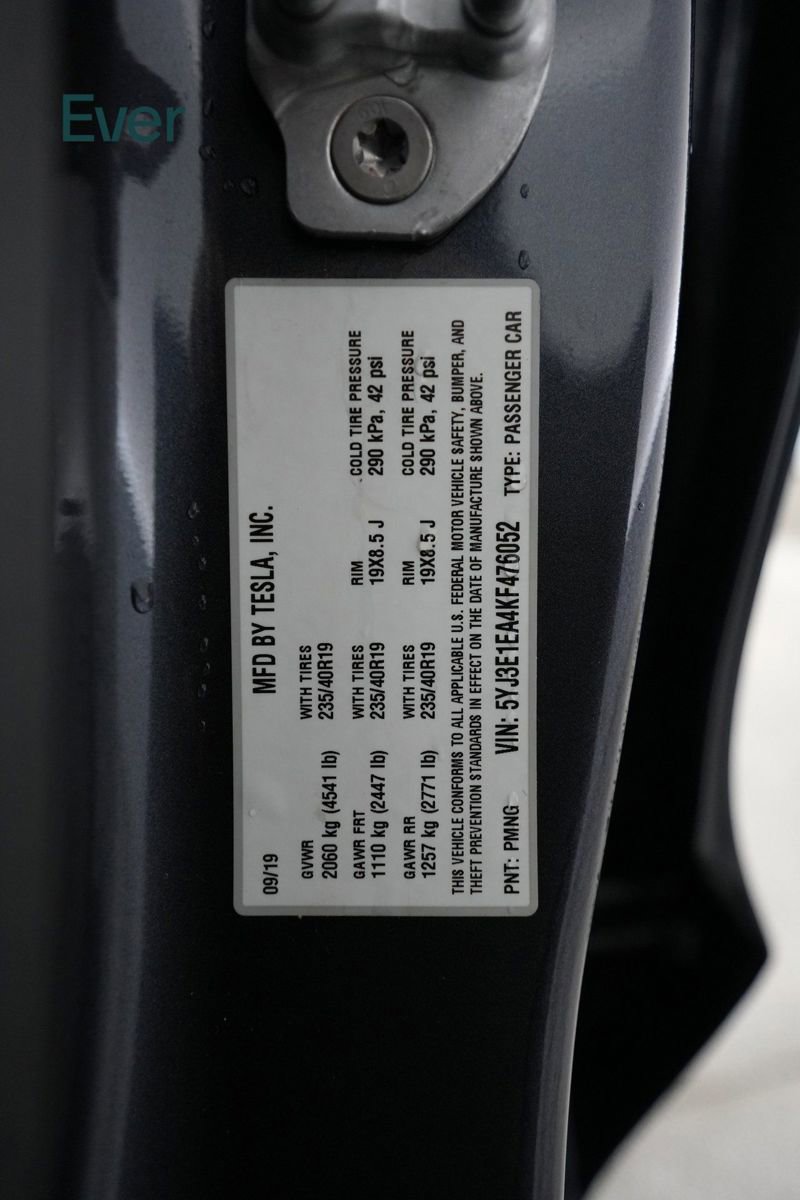 Ever
09/19 MFD BY TESLA, INC.
GVWR WITH TIRES
2060 kg (4541 lb) 235/40R19
GAWR FRT WITH TIRES RIM COLD TIRE PRESSURE
1110 kg (2447 lb) 235/40R19 19X8.5 J 290 kPa, 42 psi
GAWR RR WITH TIRES RIM COLD TIRE PRESSURE
1257 kg (2771 lb) 235/40R19 19X8.5 J 290 kPa, 42 psi
THIS VEHICLE CONFORMS TO ALL APPLICABLE U.S. FEDERAL MOTOR VEHICLE SAFETY, BUMPER, AND
THEFT PREVENTION STANDARDS IN EFFECT ON THE DATE OF MANUFACTURE SHOWN ABOVE.
PNT: PMNG VIN: 5YJ3E1EA4KF476052 TYPE: PASSENGER CAR